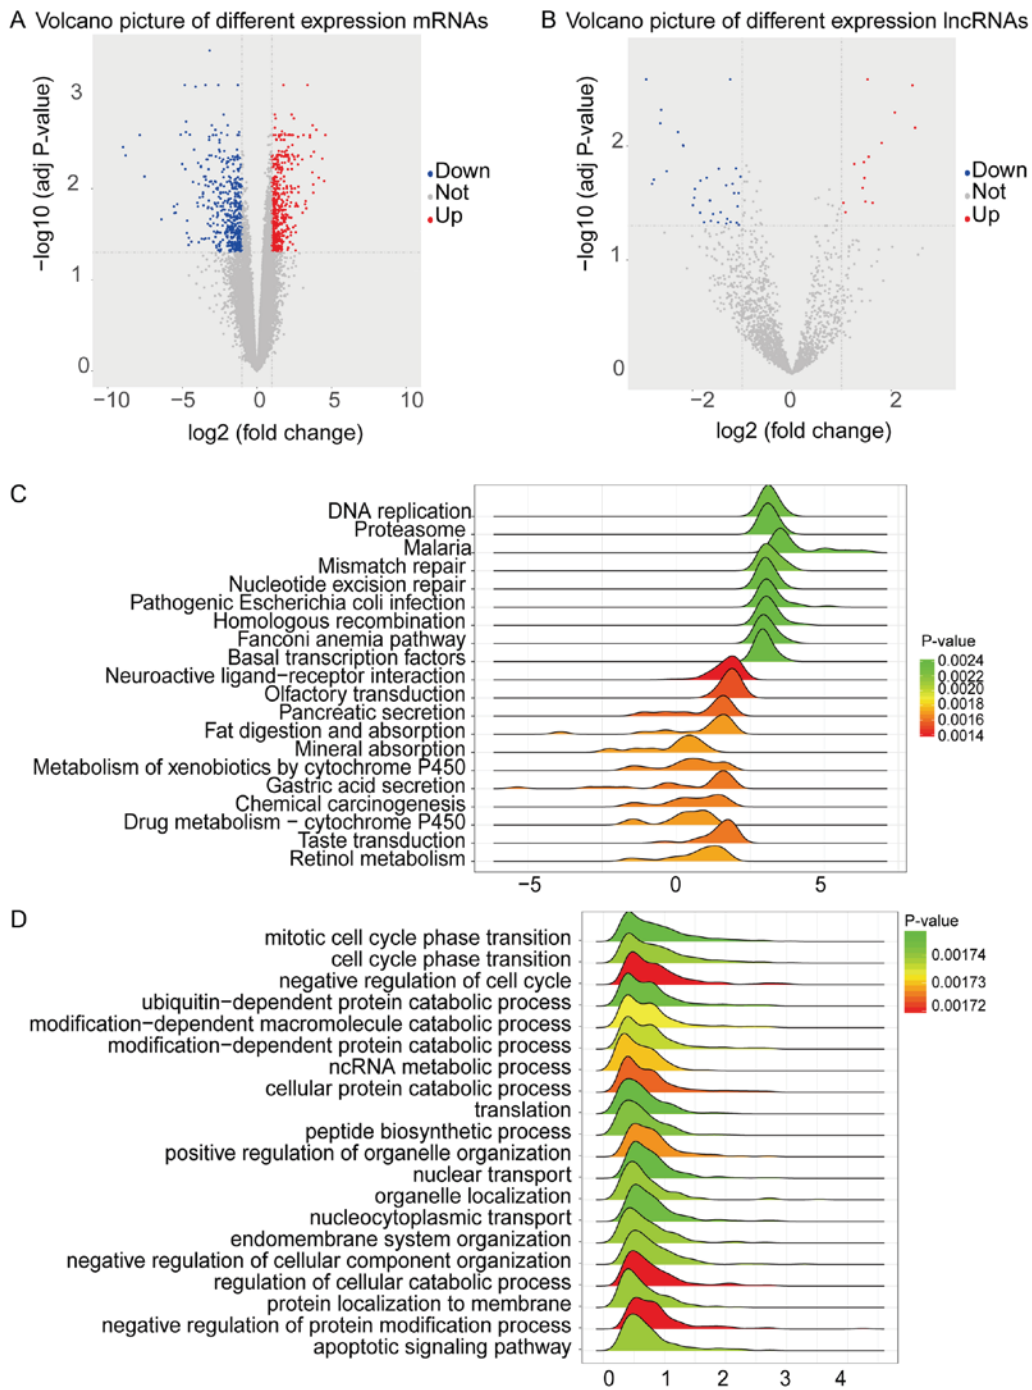 A Volcano picture of different expression mRNAs
3
2
1
0
−log10 (adj P-value)
−10 −5 0 5 10
log2 (fold change)
Down
Not
Up
B Volcano picture of different expression lncRNAs
2
1
0
−log10 (adj P-value)
−2 0 2
log2 (fold change)
Down
Not
Up
C
DNA replication
Proteasome
Malaria
Mismatch repair
Nucleotide excision repair
Pathogenic Escherichia coli infection
Homologous recombination
Fanconi anemia pathway
Basal transcription factors
Neuroactive ligand−receptor interaction
Olfactory transduction
Pancreatic secretion
Fat digestion and absorption
Mineral absorption
Metabolism of xenobiotics by cytochrome P450
Gastric acid secretion
Chemical carcinogenesis
Drug metabolism − cytochrome P450
Taste transduction
Retinol metabolism
−5 0 5
P-value
0.0024
0.0022
0.0020
0.0018
0.0016
0.0014
D
mitotic cell cycle phase transition
cell cycle phase transition
negative regulation of cell cycle
ubiquitin−dependent protein catabolic process
modification−dependent macromolecule catabolic process
modification−dependent protein catabolic process
ncRNA metabolic process
cellular protein catabolic process
translation
peptide biosynthetic process
positive regulation of organelle organization
nuclear transport
organelle localization
nucleocytoplasmic transport
endomembrane system organization
negative regulation of cellular component organization
regulation of cellular catabolic process
protein localization to membrane
negative regulation of protein modification process
apoptotic signaling pathway
0 1 2 3 4
P-value
0.00174
0.00173
0.00172